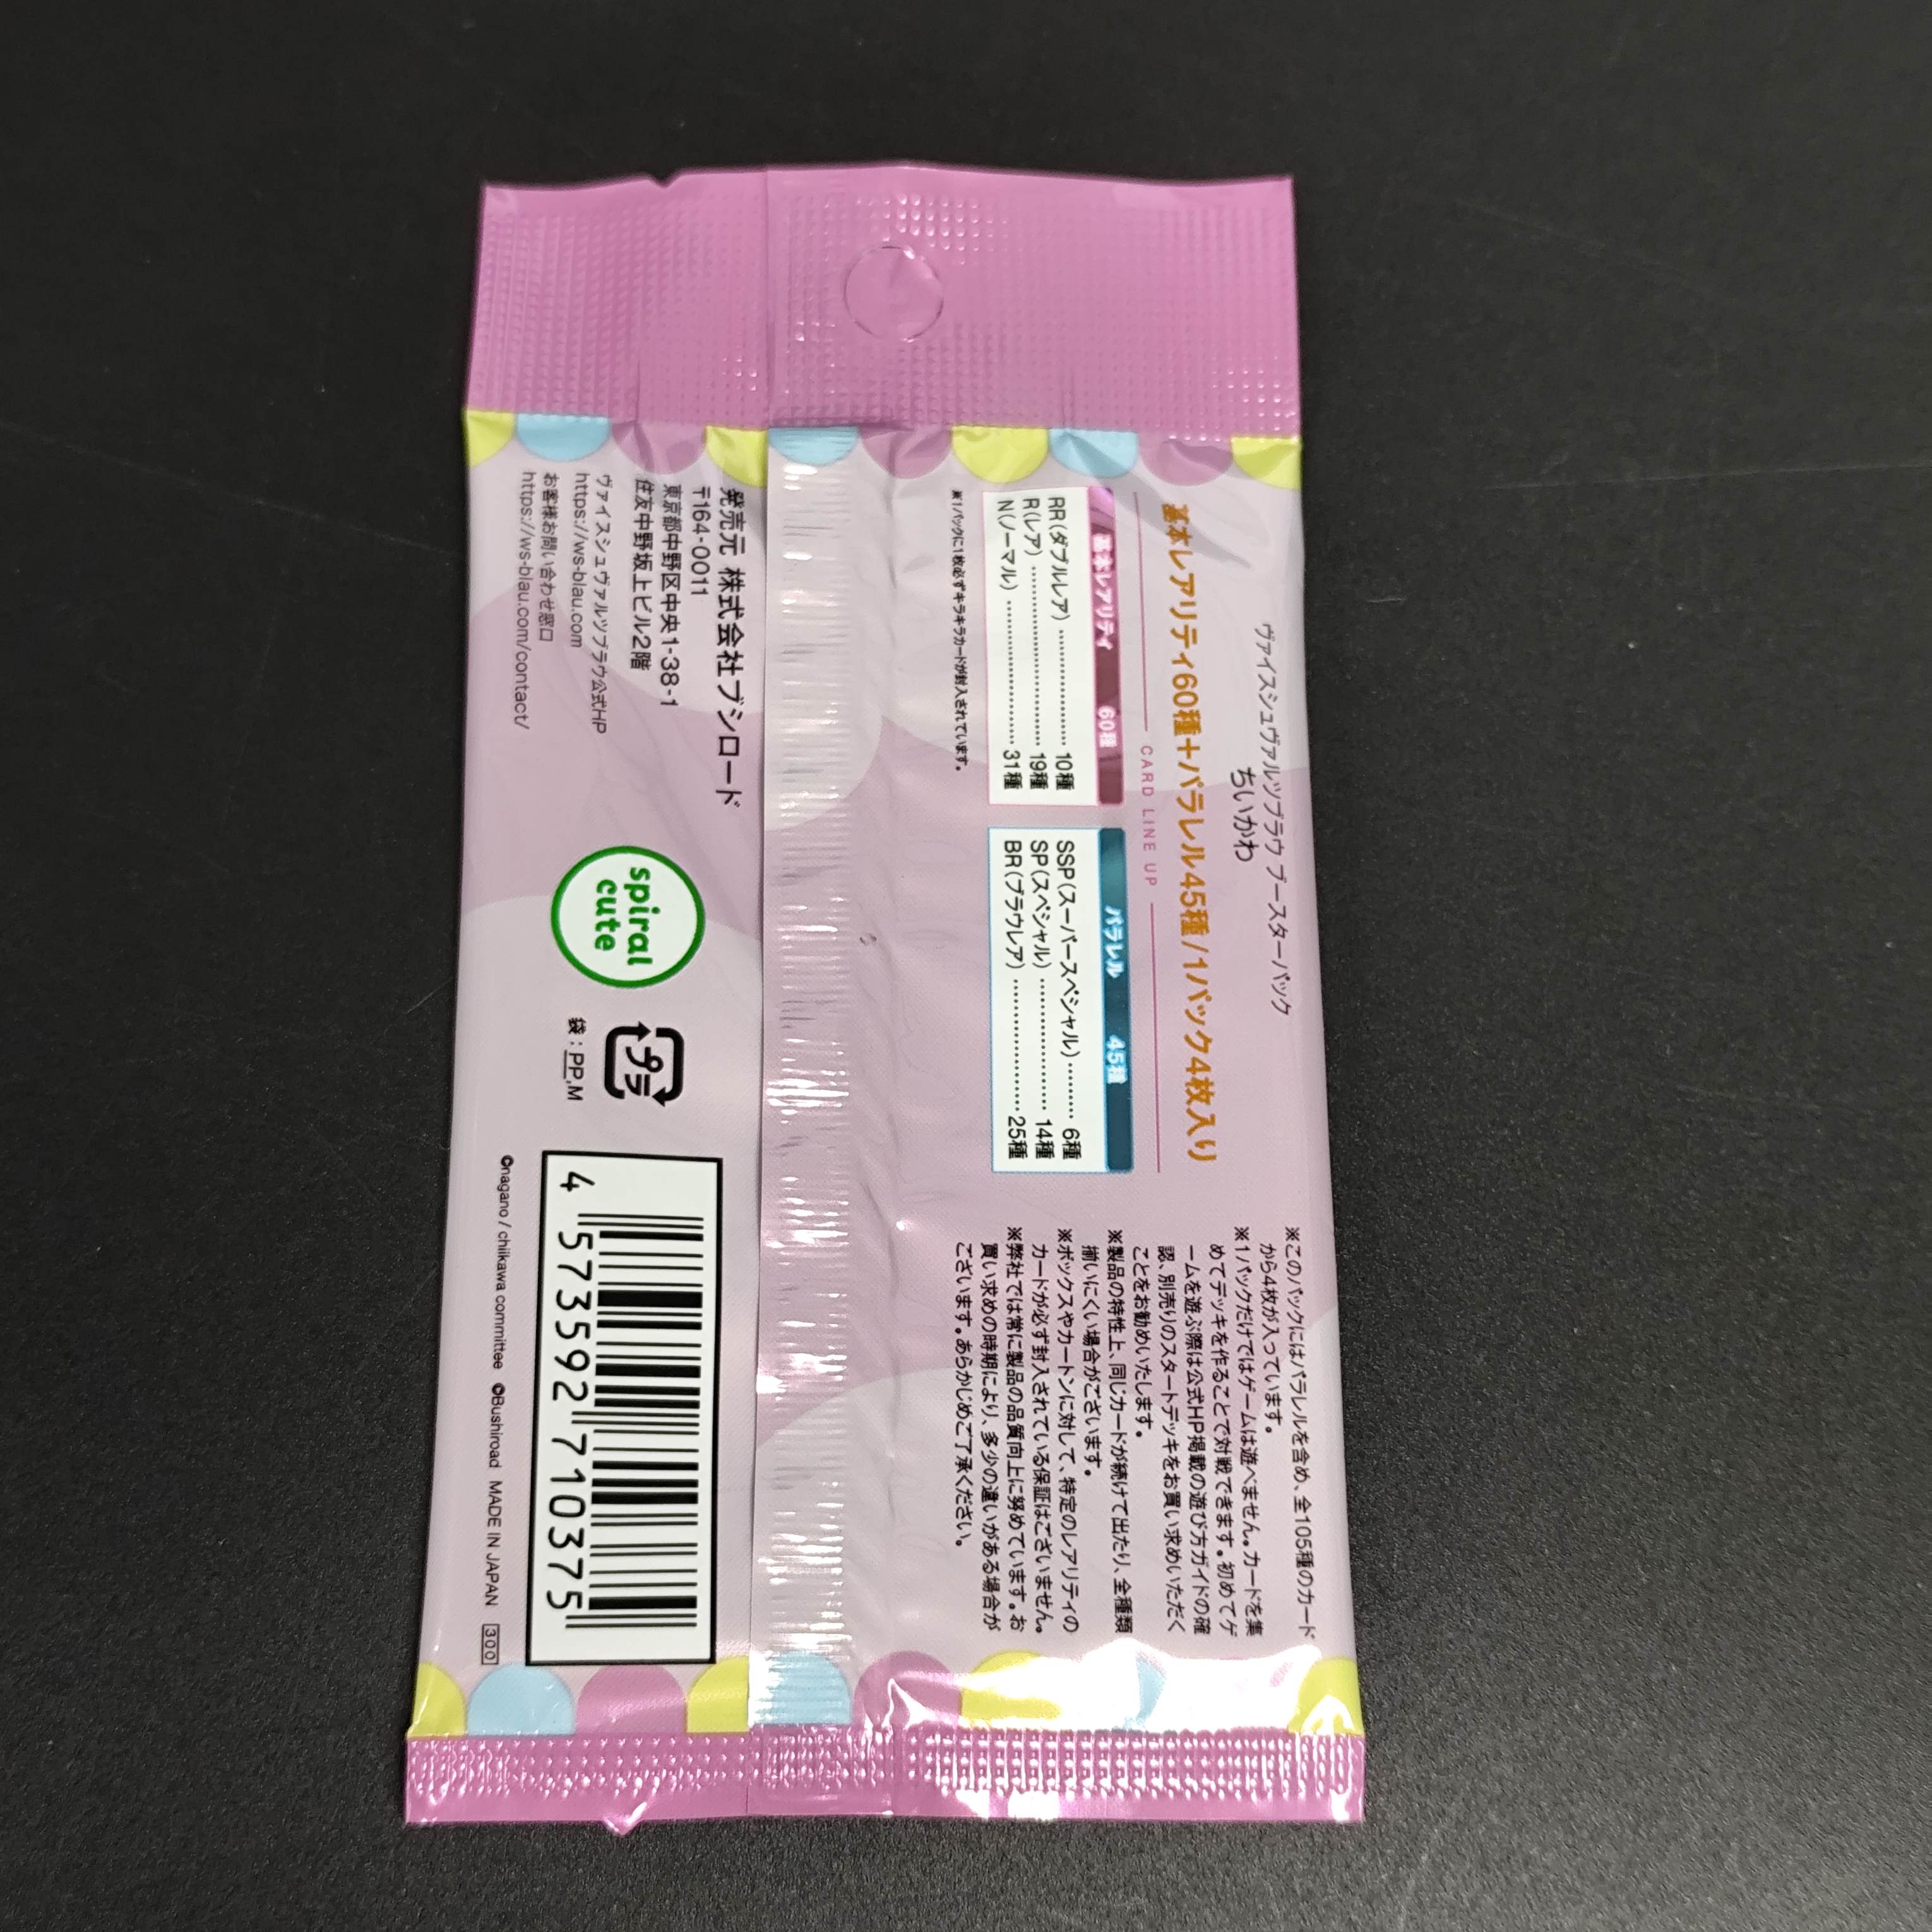 ヴァイスシュヴァルツブラウ ブースターパック
ちいかわ
基本レアリティ60種+パラレル45種/1パック4枚入り
CARD LINE UP
基本レアリティ 60種
RR(ダブルレア) ……………… 10種
R(レア) ……………………… 19種
N(ノーマル) ………………… 31種
パラレル 45種
SSP(スーパースペシャル) ……… 6種
SP(スペシャル) ……………… 14種
BR(ブラウレア) ……………… 25種
※1パックに1枚必ずキラキラカードが封入されています。
※このパックにはパラレルを含め、全105種のカード
から4枚が入っています。
※1パックだけではゲームは遊べません。カードを集
めてデッキを作ることで対戦できます。初めてゲ
ームを遊ぶ際は公式HP掲載の遊び方ガイドの確
認、別売りのスタートデッキをお買い求めいただく
ことをお勧めいたします。
※製品の特性上、同じカードが続けて出たり、全種類
揃いにくい場合がございます。
※ボックスやカートンに対して、特定のレアリティの
カードが必ず封入されている保証はございません。
※弊社では常に製品の品質向上に努めています。お
買い求めの時期により、多少の違いがある場合が
ございます。あらかじめご了承ください。
発売元 株式会社ブシロード
〒164-0011
東京都中野区中央1-38-1
住友中野坂上ビル2階
ヴァイスシュヴァルツブラウ公式HP
https://ws-blau.com
お客様お問い合わせ窓口
https://ws-blau.com/contact/
spiral
cute
プラ
袋:PP,M
4 573592 710375
©nagano / chiikawa committee ©Bushiroad MADE IN JAPAN 300